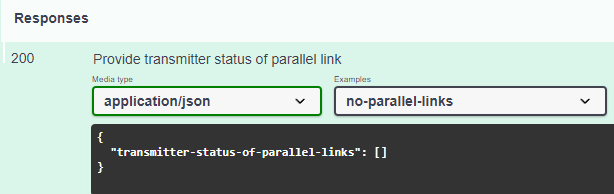 Responses
200 Provide transmitter status of parallel link
Media type Examples
application/json no-parallel-links
{
  "transmitter-status-of-parallel-links": []
}